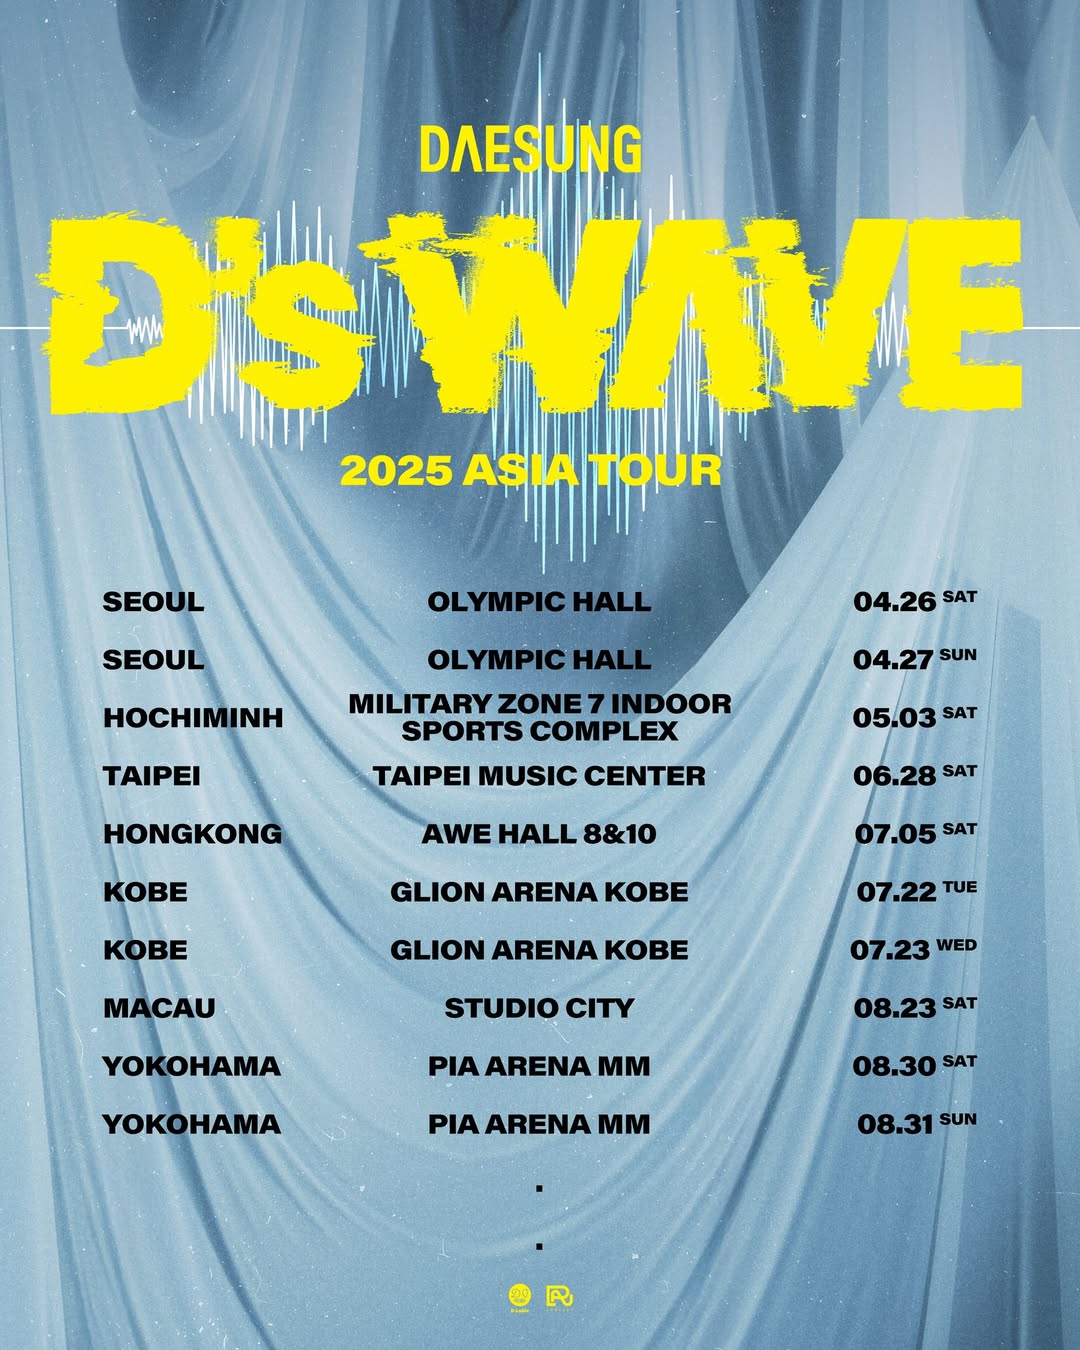 DAESUNG
D's WAVE
2025 ASIA TOUR
SEOUL OLYMPIC HALL 04.26 SAT
SEOUL OLYMPIC HALL 04.27 SUN
HOCHIMINH MILITARY ZONE 7 INDOOR SPORTS COMPLEX 05.03 SAT
TAIPEI TAIPEI MUSIC CENTER 06.28 SAT
HONGKONG AWE HALL 8&10 07.05 SAT
KOBE GLION ARENA KOBE 07.22 TUE
KOBE GLION ARENA KOBE 07.23 WED
MACAU STUDIO CITY 08.23 SAT
YOKOHAMA PIA ARENA MM 08.30 SAT
YOKOHAMA PIA ARENA MM 08.31 SUN
.
.